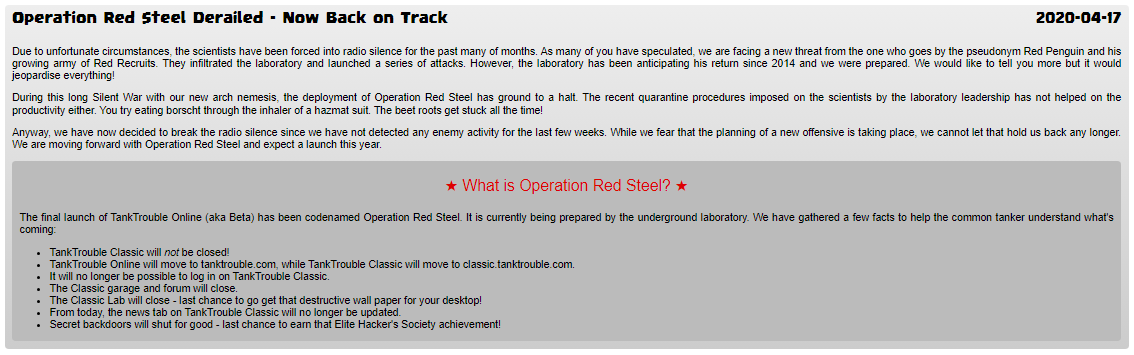 Operation Red Steel Derailed - Now Back on Track 2020-04-17
Due to unfortunate circumstances, the scientists have been forced into radio silence for the past many of months. As many of you have speculated, we are facing a new threat from the one who goes by the pseudonym Red Penguin and his
growing army of Red Recruits. They infiltrated the laboratory and launched a series of attacks. However, the laboratory has been anticipating his return since 2014 and we were prepared. We would like to tell you more but it would
jeopardise everything!
During this long Silent War with our new arch nemesis, the deployment of Operation Red Steel has ground to a halt. The recent quarantine procedures imposed on the scientists by the laboratory leadership has not helped on the
productivity either. You try eating borscht through the inhaler of a hazmat suit. The beet roots get stuck all the time!
Anyway, we have now decided to break the radio silence since we have not detected any enemy activity for the last few weeks. While we fear that the planning of a new offensive is taking place, we cannot let that hold us back any longer.
We are moving forward with Operation Red Steel and expect a launch this year.
★ What is Operation Red Steel? ★
The final launch of TankTrouble Online (aka Beta) has been codenamed Operation Red Steel. It is currently being prepared by the underground laboratory. We have gathered a few facts to help the common tanker understand what's
coming:
• TankTrouble Classic will not be closed!
• TankTrouble Online will move to tanktrouble.com, while TankTrouble Classic will move to classic.tanktrouble.com.
• It will no longer be possible to log in on TankTrouble Classic.
• The Classic garage and forum will close.
• The Classic Lab will close - last chance to go get that destructive wall paper for your desktop!
• From today, the news tab on TankTrouble Classic will no longer be updated.
• Secret backdoors will shut for good - last chance to earn that Elite Hacker's Society achievement!